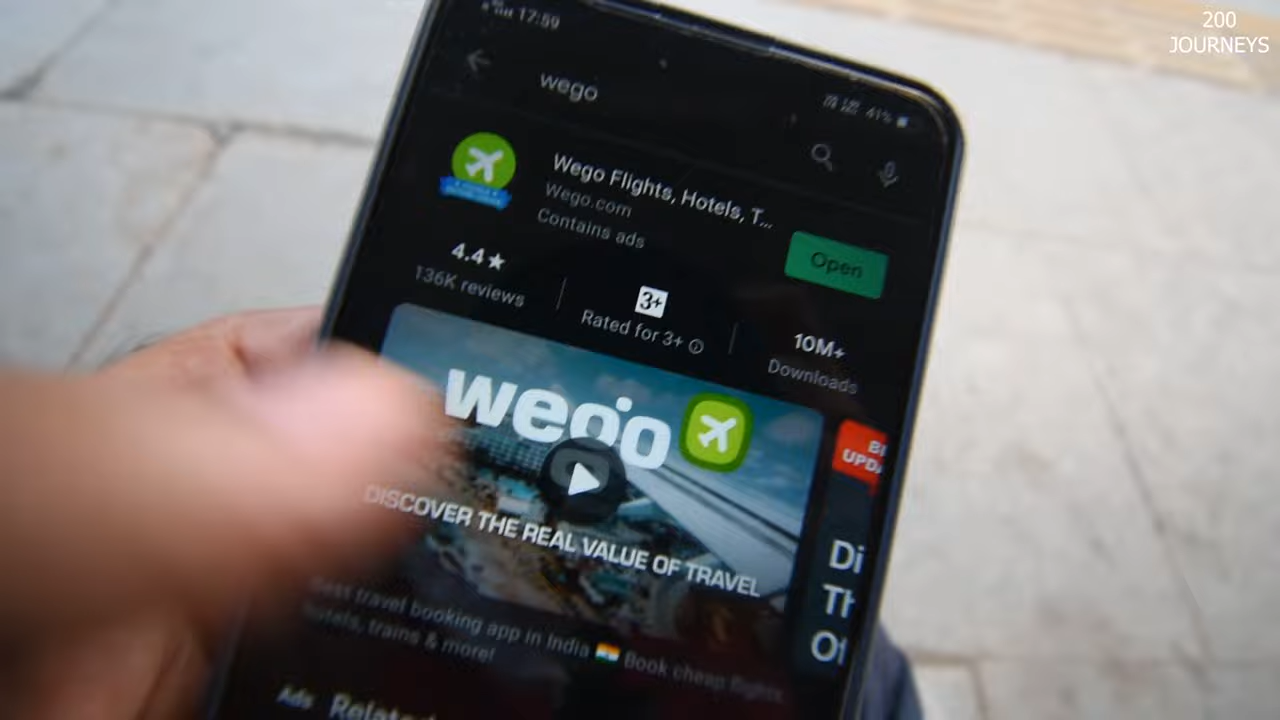 200
JOURNEYS
17:59
41%
wego
Wego Flights, Hotels, T...
Wego.com
Contains ads
Open
4.4★
136K reviews
3+
Rated for 3+
10M+
Downloads
wego
DISCOVER THE REAL VALUE OF TRAVEL
UPDA
Di
Th
Of
travel booking app in India 🇮🇳 Book cheap flights
hotels, trains & more!
Ads
Related